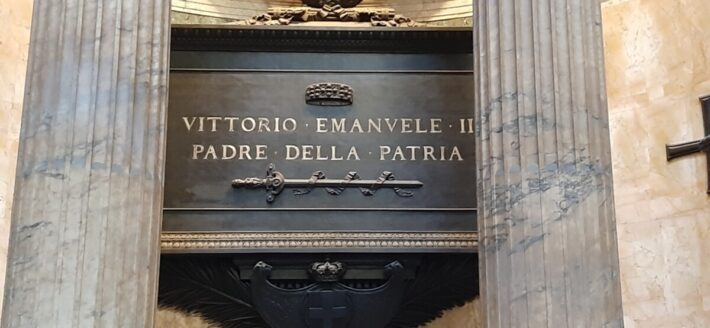 VITTORIO · EMANVELE · II
PADRE · DELLA · PATRIA